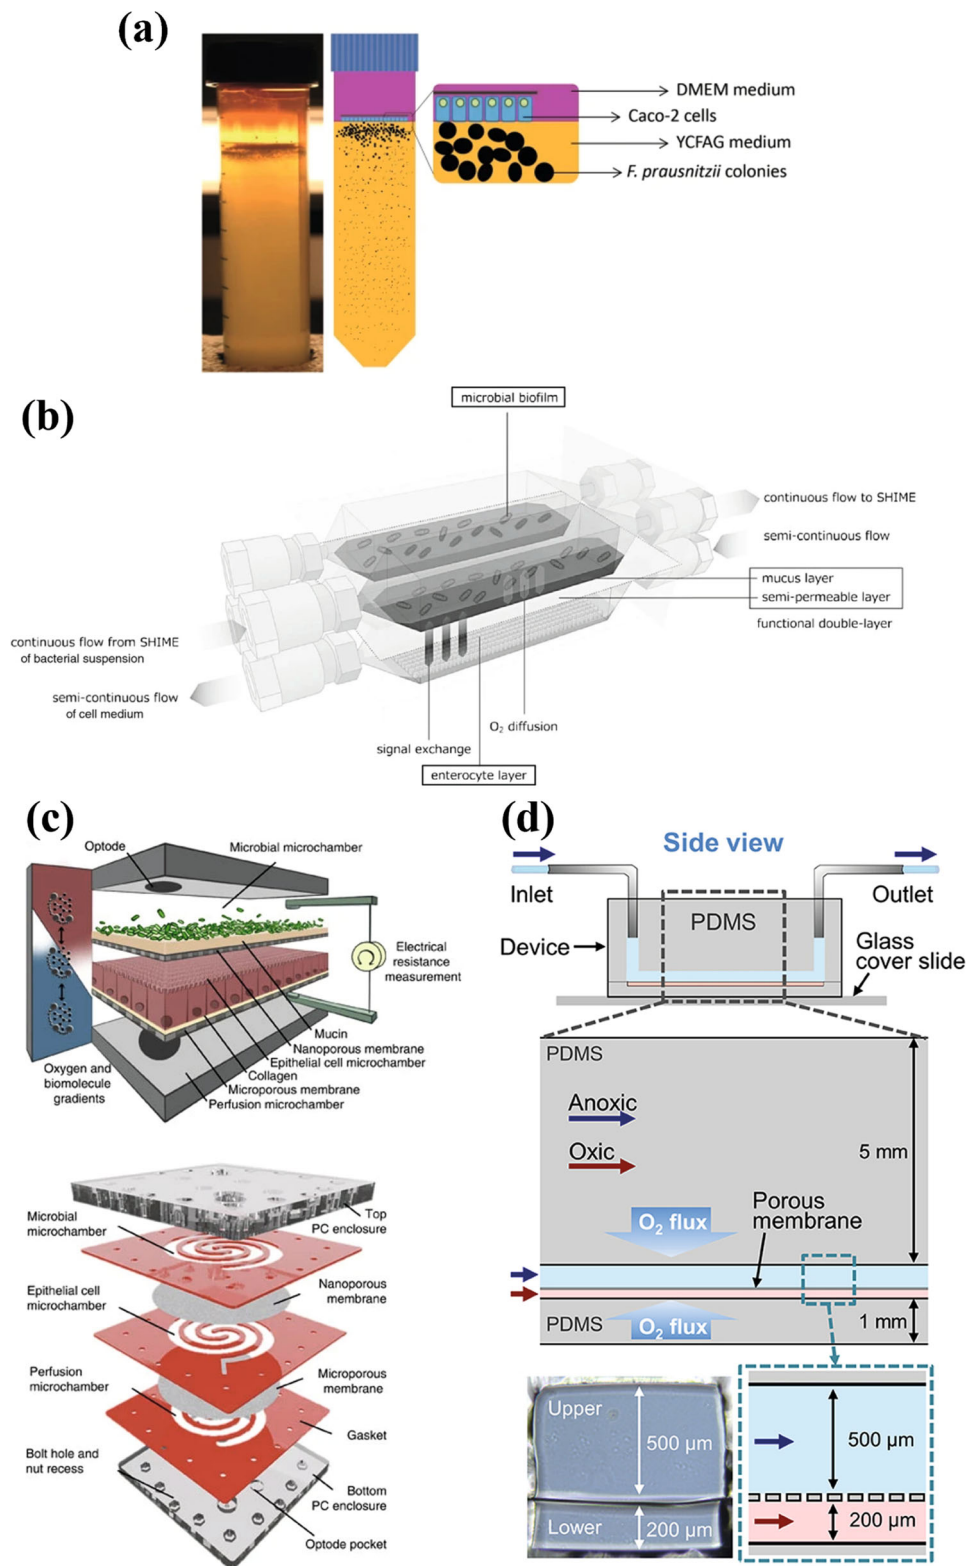 (a)
DMEM medium
Caco-2 cells
YCFAG medium
F. prausnitzii colonies
(b)
microbial biofilm
continuous flow to SHIME
semi-continuous flow
mucus layer
semi-permeable layer
functional double-layer
continuous flow from SHIME
of bacterial suspension
semi-continuous flow
of cell medium
O₂ diffusion
signal exchange
enterocyte layer
(c)
Optode
Microbial microchamber
Electrical
resistance
measurement
Mucin
Nanoporous membrane
Epithelial cell microchamber
Collagen
Microporous membrane
Perfusion microchamber
Oxygen and
biomolecule
gradients
Top
PC enclosure
Microbial
microchamber
Nanoporous
membrane
Epithelial cell
microchamber
Perfusion
microchamber
Microporous
membrane
Gasket
Bolt hole and
nut recess
Bottom
PC enclosure
Optode pocket
(d)
Side view
Inlet
Outlet
PDMS
Device
Glass
cover slide
PDMS
Anoxic
Oxic
5 mm
Porous
membrane
O₂ flux
PDMS
O₂ flux
1 mm
Upper
500 µm
Lower
200 µm
500 µm
200 µm